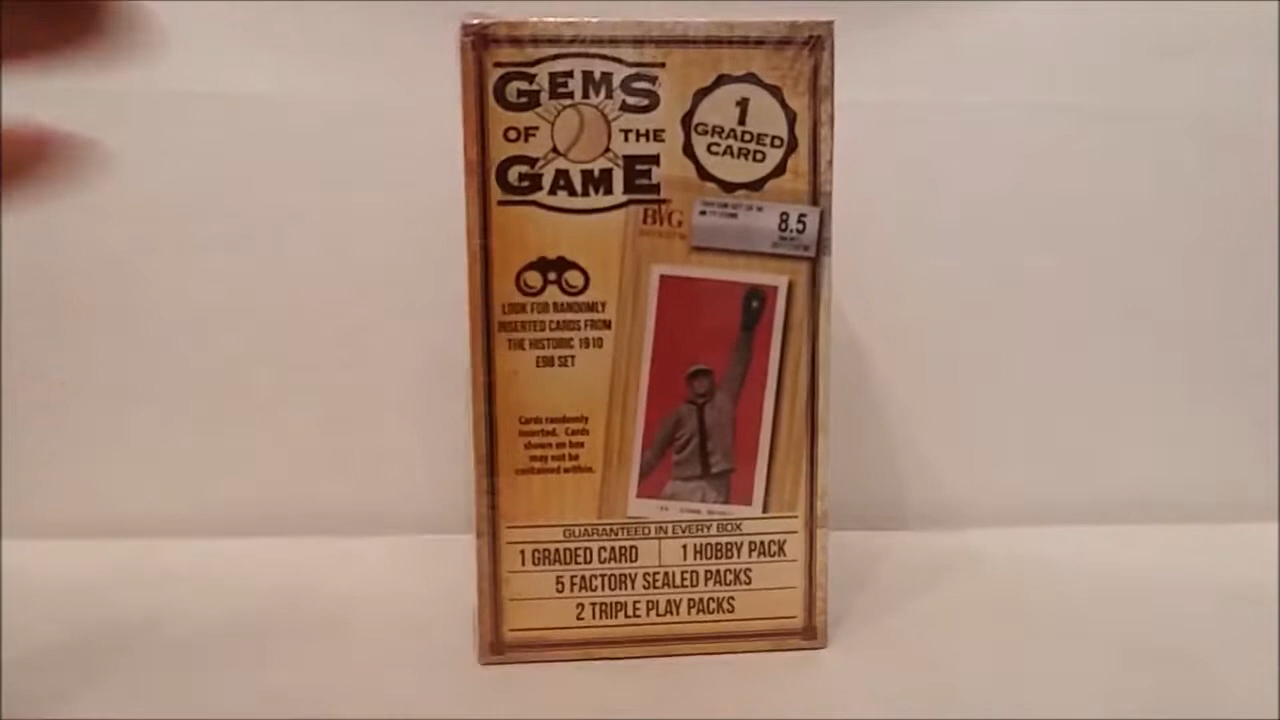 GEMS
OF THE
GAME
1
GRADED
CARD
BVG
8.5
LOOK FOR RANDOMLY
INSERTED CARDS FROM
THE HISTORIC 1910
E98 SET
Cards randomly
inserted. Cards
shown on box
may not be
contained within.
GUARANTEED IN EVERY BOX
1 GRADED CARD 1 HOBBY PACK
5 FACTORY SEALED PACKS
2 TRIPLE PLAY PACKS